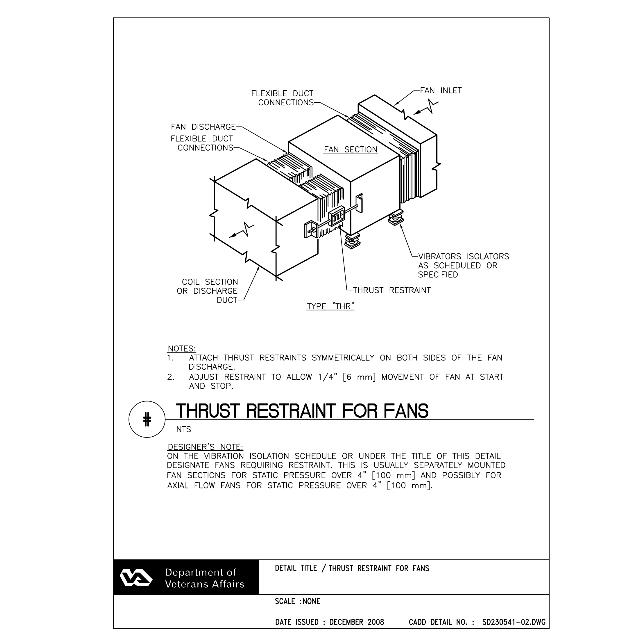 FLEXIBLE DUCT
CONNECTIONS
FAN INLET
FAN DISCHARGE
FLEXIBLE DUCT
CONNECTIONS
FAN SECTION
VIBRATORS ISOLATORS
AS SCHEDULED OR
SPECIFIED
COIL SECTION
OR DISCHARGE
DUCT
THRUST RESTRAINT
TYPE "THR"
NOTES:
1. ATTACH THRUST RESTRAINTS SYMMETRICALLY ON BOTH SIDES OF THE FAN
DISCHARGE.
2. ADJUST RESTRAINT TO ALLOW 1/4" [6 mm] MOVEMENT OF FAN AT START
AND STOP.
# THRUST RESTRAINT FOR FANS
NTS
DESIGNER'S NOTE:
ON THE VIBRATION ISOLATION SCHEDULE OR UNDER THE TITLE OF THIS DETAIL
DESIGNATE FANS REQUIRING RESTRAINT. THIS IS USUALLY SEPARATELY MOUNTED
FAN SECTIONS FOR STATIC PRESSURE OVER 4" [100 mm] AND POSSIBLY FOR
AXIAL FLOW FANS FOR STATIC PRESSURE OVER 4" [100 mm].
Department of
Veterans Affairs
DETAIL TITLE / THRUST RESTRAINT FOR FANS
SCALE :NONE
DATE ISSUED : DECEMBER 2008 CADD DETAIL NO. : SD230541-02.DWG